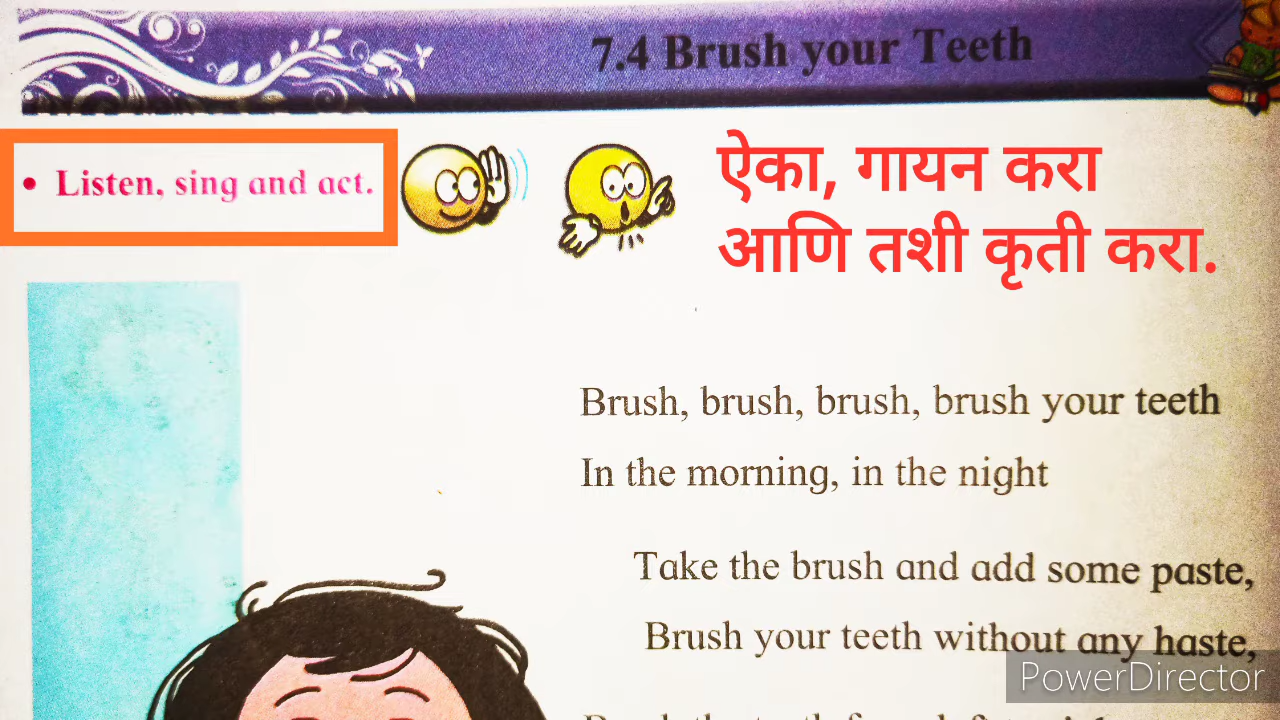 7.4 Brush your Teeth
• Listen, sing and act.
ऐका, गायन करा
आणि तशी कृती करा.
Brush, brush, brush, brush your teeth
In the morning, in the night
Take the brush and add some paste,
Brush your teeth without any haste,
PowerDirector